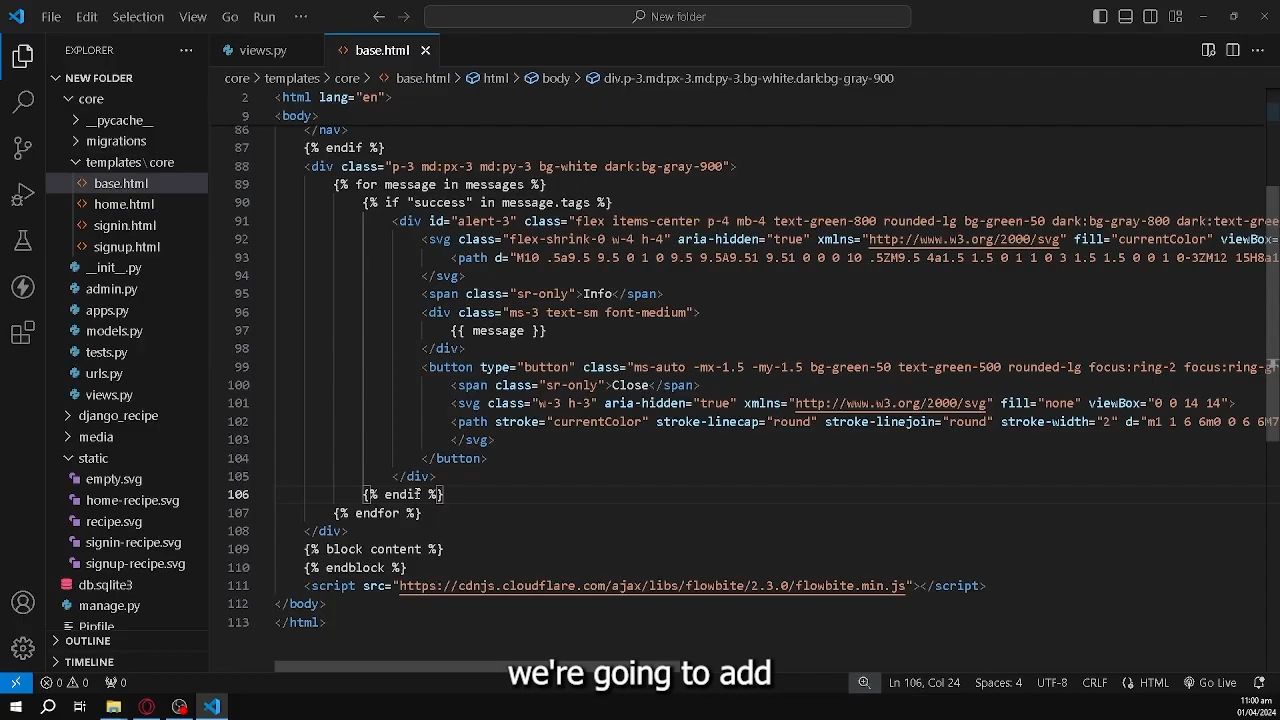 File Edit Selection View Go Run ··· New folder
EXPLORER ···
views.py base.html
NEW FOLDER
core > templates > core > base.html > html > body > div.p-3.md:px-3.md:py-3.bg-white.dark:bg-gray-900
core
__pycache__
migrations
templates\core
base.html
home.html
signin.html
signup.html
__init__.py
admin.py
apps.py
models.py
tests.py
urls.py
views.py
django_recipe
media
static
empty.svg
home-recipe.svg
recipe.svg
signin-recipe.svg
signup-recipe.svg
db.sqlite3
manage.py
Pipfile
OUTLINE
TIMELINE
2 <html lang="en">
9 <body>
86 </nav>
87 {% endif %}
88 <div class="p-3 md:px-3 md:py-3 bg-white dark:bg-gray-900">
89 {% for message in messages %}
90 {% if "success" in message.tags %}
91 <div id="alert-3" class="flex items-center p-4 mb-4 text-green-800 rounded-lg bg-green-50 dark:bg-gray-800 dark:text-gree
92 <svg class="flex-shrink-0 w-4 h-4" aria-hidden="true" xmlns="http://www.w3.org/2000/svg" fill="currentColor" viewBox=
93 <path d="M10 .5a9.5 9.5 0 1 0 9.5 9.5A9.51 9.51 0 0 0 10 .5ZM9.5 4a1.5 1.5 0 1 1 0 3 1.5 1.5 0 0 1 0-3ZM12 15H8a1
94 </svg>
95 <span class="sr-only">Info</span>
96 <div class="ms-3 text-sm font-medium">
97 {{ message }}
98 </div>
99 <button type="button" class="ms-auto -mx-1.5 -my-1.5 bg-green-50 text-green-500 rounded-lg focus:ring-2 focus:ring-g
100 <span class="sr-only">Close</span>
101 <svg class="w-3 h-3" aria-hidden="true" xmlns="http://www.w3.org/2000/svg" fill="none" viewBox="0 0 14 14">
102 <path stroke="currentColor" stroke-linecap="round" stroke-linejoin="round" stroke-width="2" d="m1 1 6 6m0 0 6 6M7
103 </svg>
104 </button>
105 </div>
106 {% endif %}
107 {% endfor %}
108 </div>
109 {% block content %}
110 {% endblock %}
111 <script src="https://cdnjs.cloudflare.com/ajax/libs/flowbite/2.3.0/flowbite.min.js"></script>
112 </body>
113 </html>
we're going to add
0 0 0 Ln 106, Col 24 Spaces: 4 UTF-8 CRLF HTML Go Live
11:00 am
01/04/2024